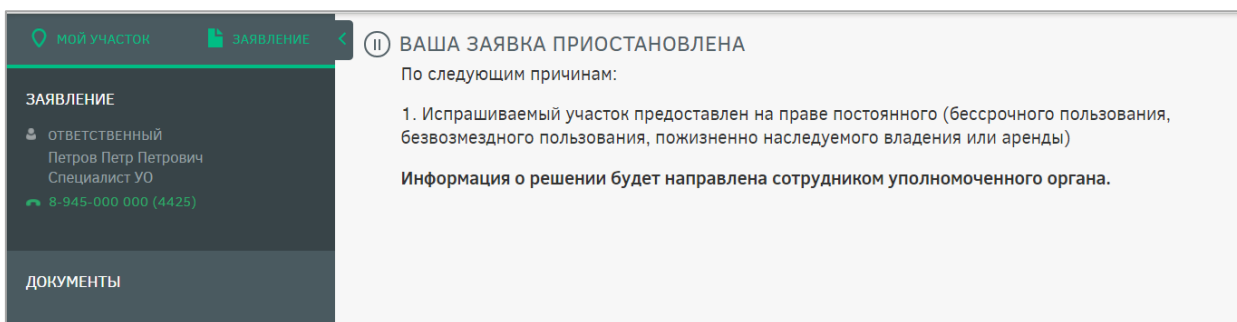 МОЙ УЧАСТОК
ЗАЯВЛЕНИЕ
ЗАЯВЛЕНИЕ
ОТВЕТСТВЕННЫЙ
Петров Петр Петрович
Специалист УО
8-945-000 000 (4425)
ДОКУМЕНТЫ
ВАША ЗАЯВКА ПРИОСТАНОВЛЕНА
По следующим причинам:
1. Испрашиваемый участок предоставлен на праве постоянного (бессрочного пользования,
безвозмездного пользования, пожизненно наследуемого владения или аренды)
Информация о решении будет направлена сотрудником уполномоченного органа.